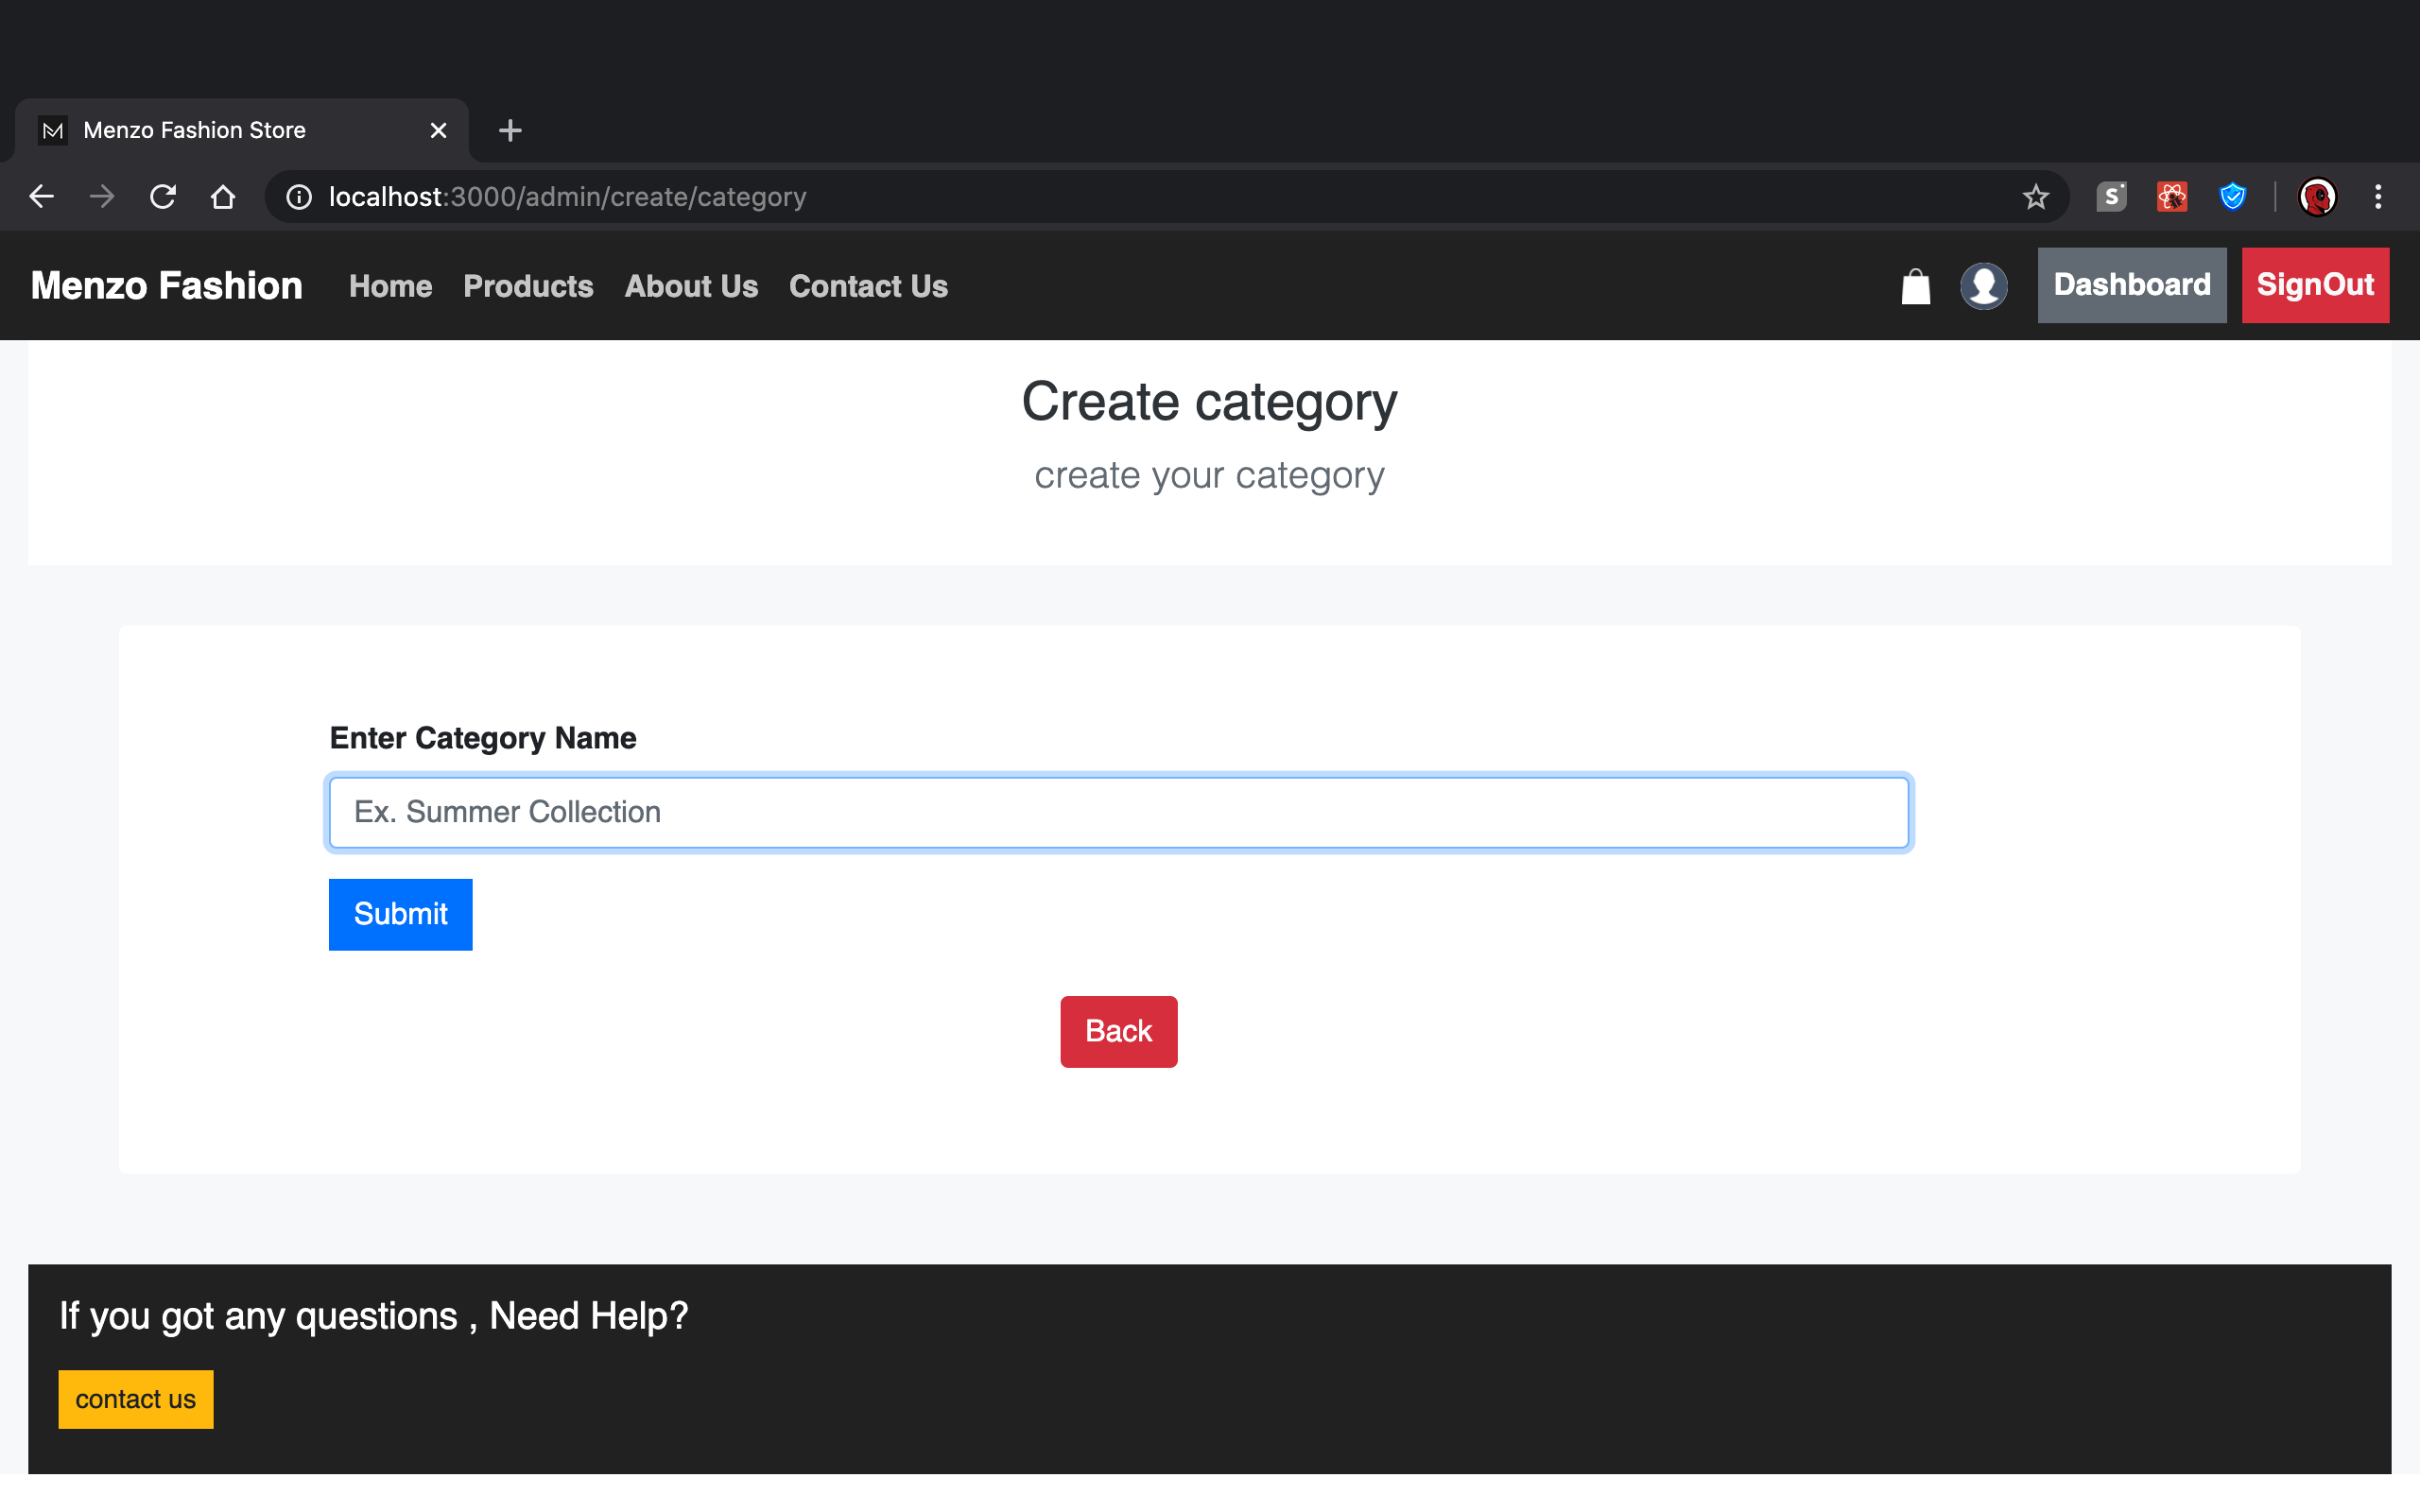 Menzo Fashion Store
localhost:3000/admin/create/category
Menzo Fashion Home Products About Us Contact Us Dashboard SignOut
Create category
create your category
Enter Category Name
Ex. Summer Collection
Submit
Back
If you got any questions , Need Help?
contact us